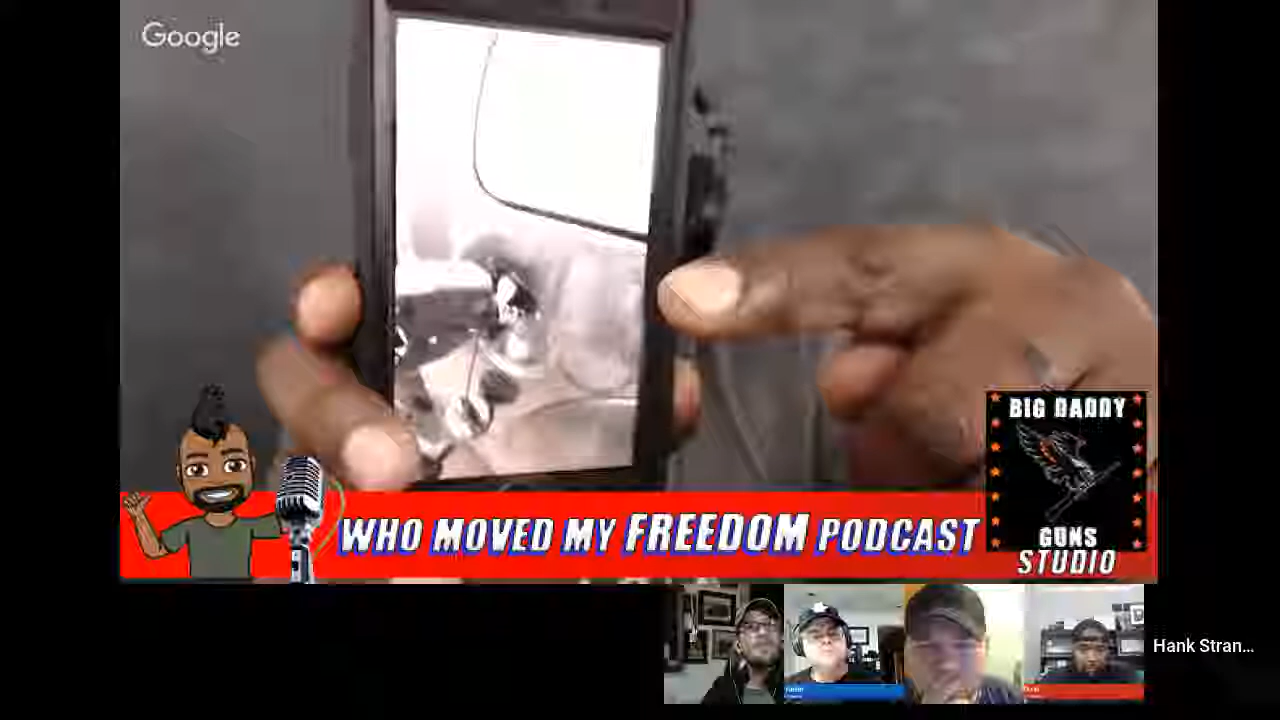 Google
BIG DADDY
WHO MOVED MY FREEDOM PODCAST
GUNS
STUDIO
Hank Stran...